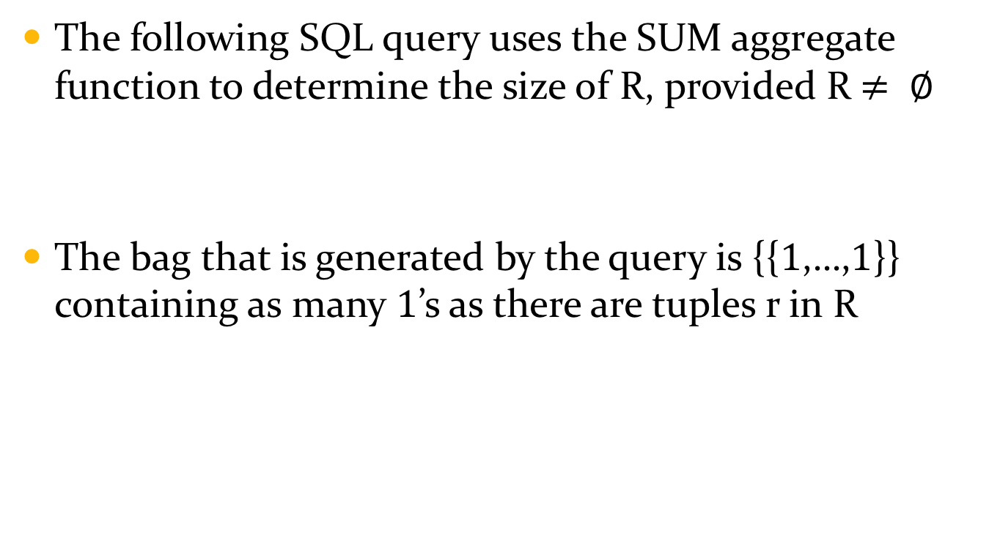 • The following SQL query uses the SUM aggregate
function to determine the size of R, provided R ≠ ∅
• The bag that is generated by the query is {{1,...,1}}
containing as many 1’s as there are tuples r in R